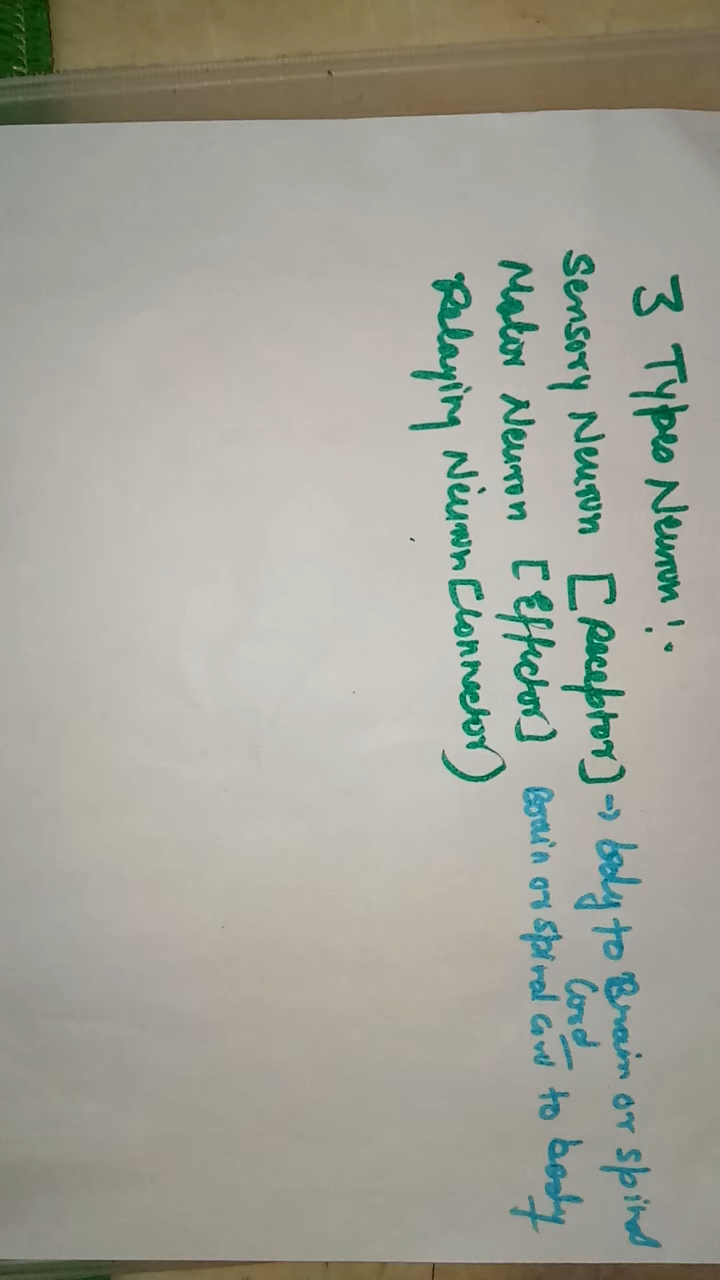 3 Types Neuron :-
Sensory Neuron [Receptor] → body to Brain or spinal
Cord
Motor Neuron [Effector] Brain or spinal cord to body
Relaying Neuron [Connector)